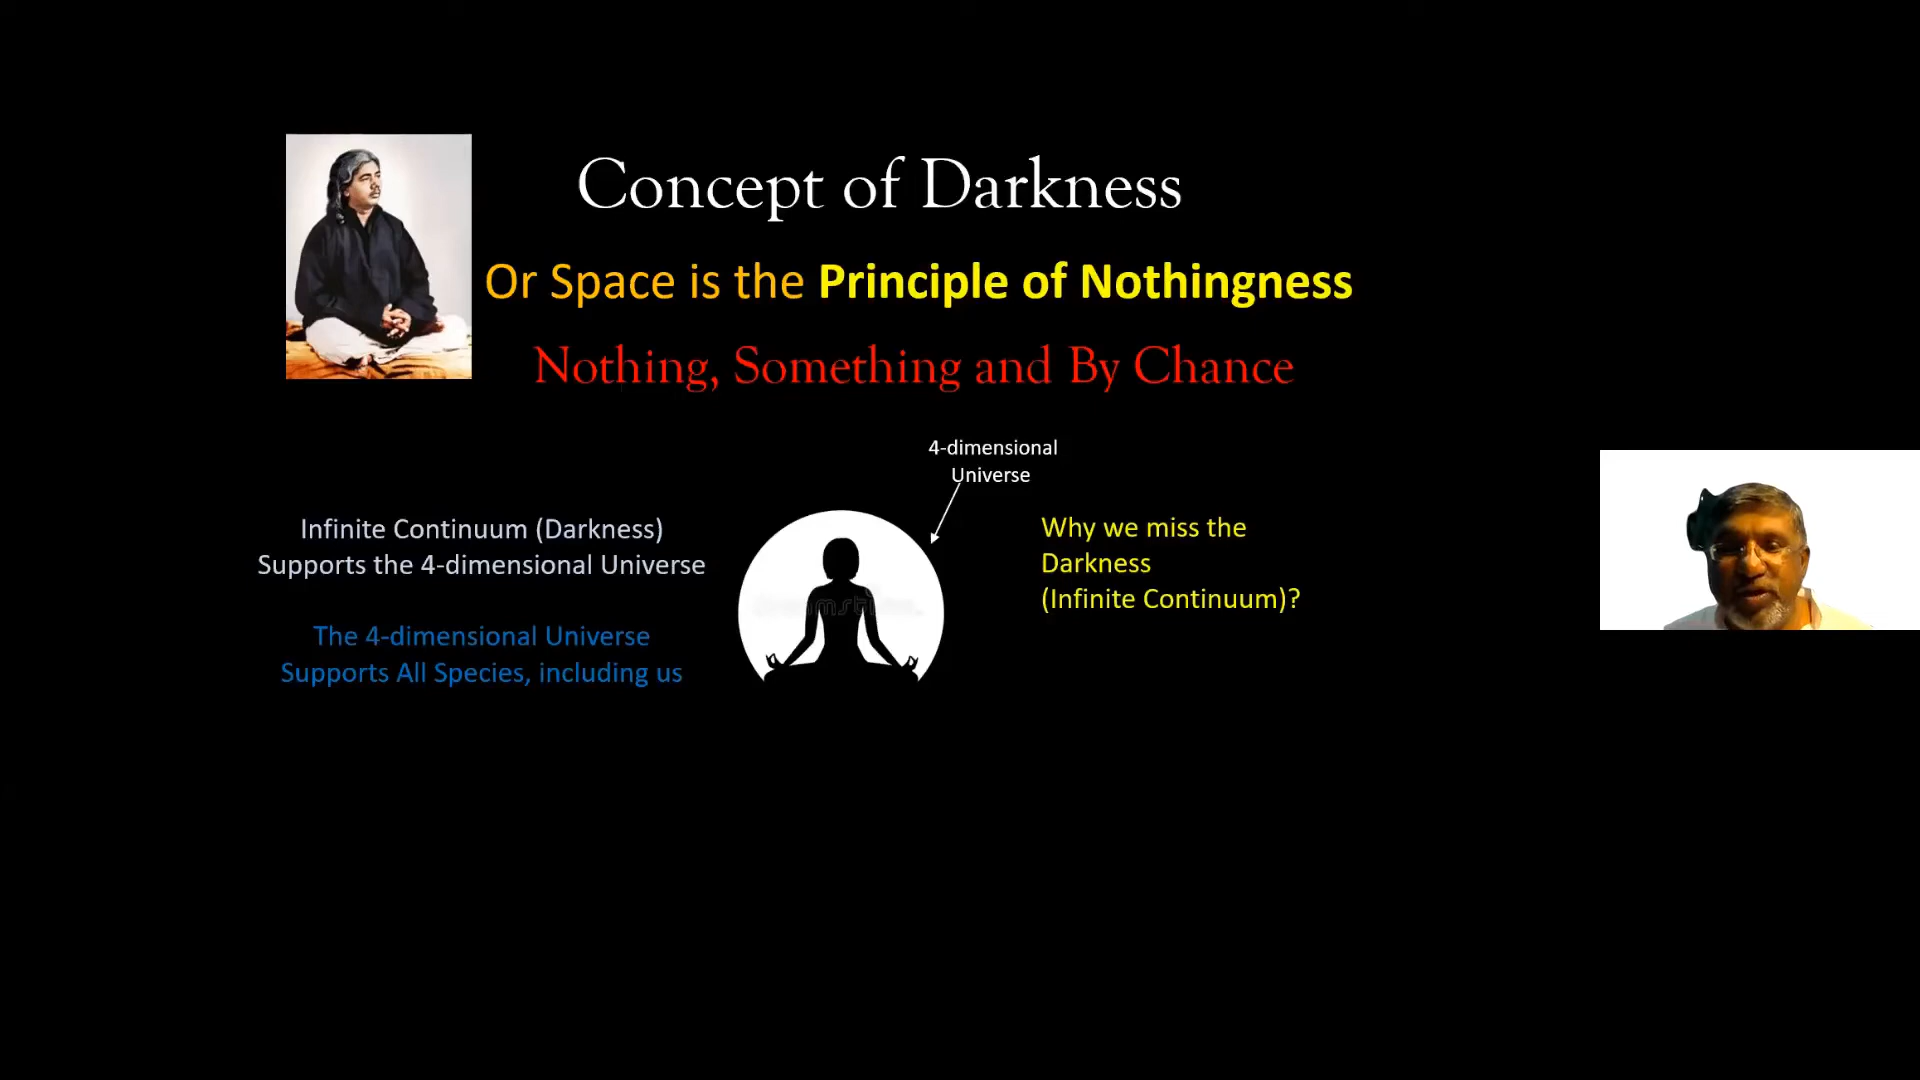 Concept of Darkness
Or Space is the Principle of Nothingness
Nothing, Something and By Chance
4-dimensional
Universe
Infinite Continuum (Darkness)
Supports the 4-dimensional Universe
The 4-dimensional Universe
Supports All Species, including us
Why we miss the
Darkness
(Infinite Continuum)?